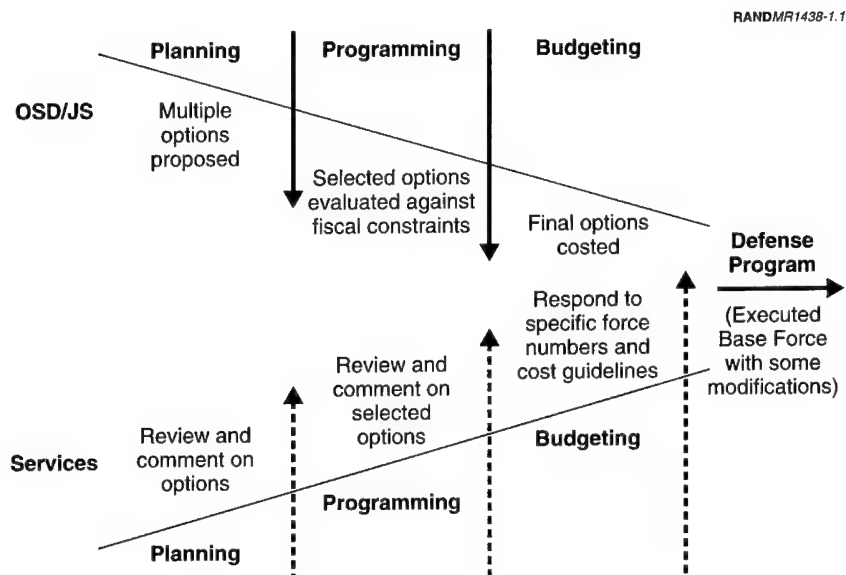 RANDMR1438-1.1
Planning
Programming
Budgeting
OSD/JS
Multiple
options
proposed
Selected options
evaluated against
fiscal constraints
Final options
costed
Defense
Program
(Executed
Base Force
with some
modifications)
Respond to
specific force
numbers and
cost guidelines
Review and
comment on
selected
options
Services
Review and
comment on
options
Budgeting
Programming
Planning